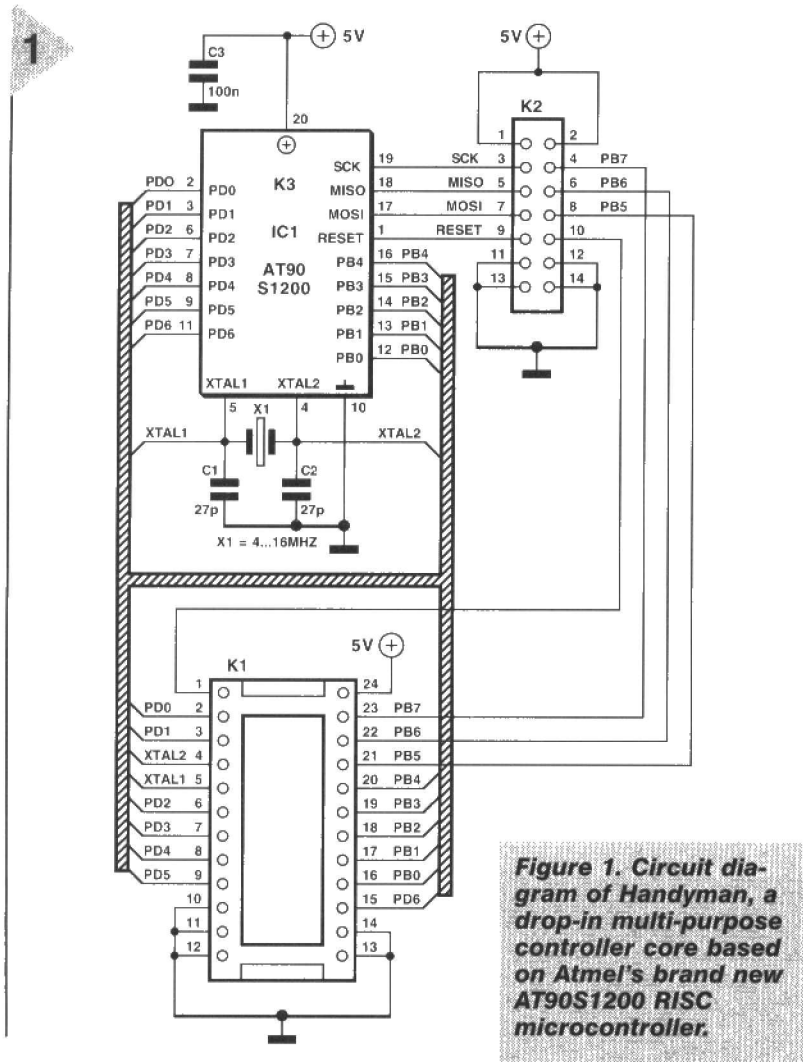 1
5V
C3
100n
20
K3
IC1
AT90
S1200
PDO 2 PD0
PD1 3 PD1
PD2 6 PD2
PD3 7 PD3
PD4 8 PD4
PD5 9 PD5
PD6 11 PD6
SCK 19 SCK
MISO 18 MISO
MOSI 17 MOSI
RESET 1 RESET
PB4 16 PB4
PB3 15 PB3
PB2 14 PB2
PB1 13 PB1
PB0 12 PB0
XTAL1 XTAL2
5 4 10
X1
XTAL1 XTAL2
C1 C2
27p 27p
X1 = 4...16MHZ
5V
K2
1 2
3 4 PB7
5 6 PB6
7 8 PB5
9 10
11 12
13 14
5V
K1
1 24
PD0 2 23 PB7
PD1 3 22 PB6
XTAL2 4 21 PB5
XTAL1 5 20 PB4
PD2 6 19 PB3
PD3 7 18 PB2
PD4 8 17 PB1
PD5 9 16 PB0
10 15 PD6
11 14
12 13
Figure 1. Circuit dia-
gram of Handyman, a
drop-in multi-purpose
controller core based
on Atmel's brand new
AT90S1200 RISC
microcontroller.